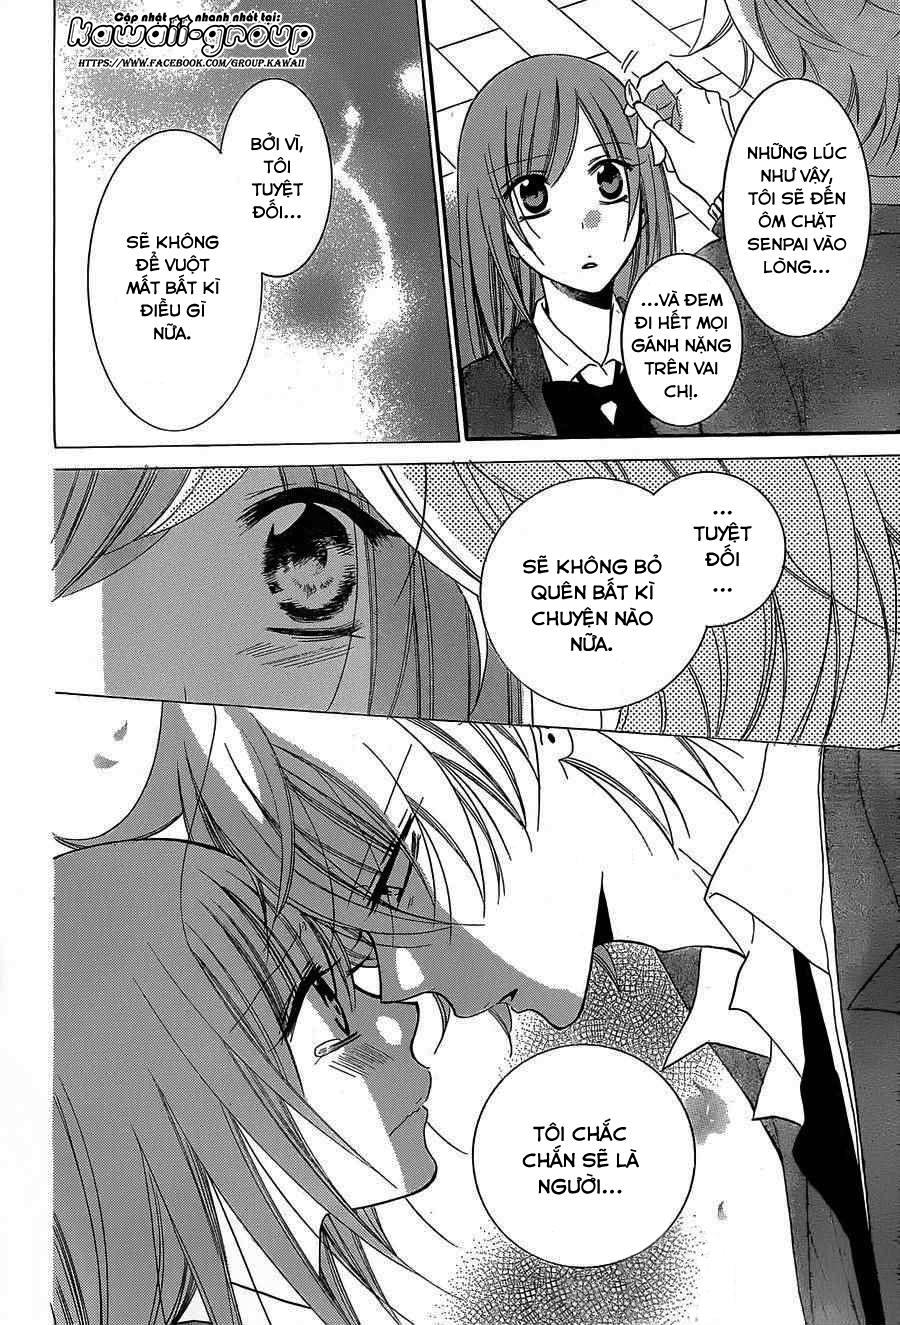 Cập nhật nhanh nhất tại:
Kawaii-group
HTTPS://WWW.FACEBOOK.COM/GROUP.KAWAII
NHỮNG LÚC
NHƯ VẬY,
TÔI SẼ ĐẾN
ÔM CHẶT
SENPAI VÀO
LÒNG...
...VÀ ĐEM
ĐI HẾT MỌI
GÁNH NẶNG
TRÊN VAI
CHỊ.
BỞI VÌ,
TÔI
TUYỆT
ĐỐI...
SẼ KHÔNG
ĐỂ VUỘT
MẤT BẤT KÌ
ĐIỀU GÌ
NỮA.
...
TUYỆT
ĐỐI
...
SẼ KHÔNG BỎ
QUÊN BẤT KÌ
CHUYỆN NÀO
NỮA.
TÔI CHẮC
CHẮN SẼ LÀ
NGƯỜI...